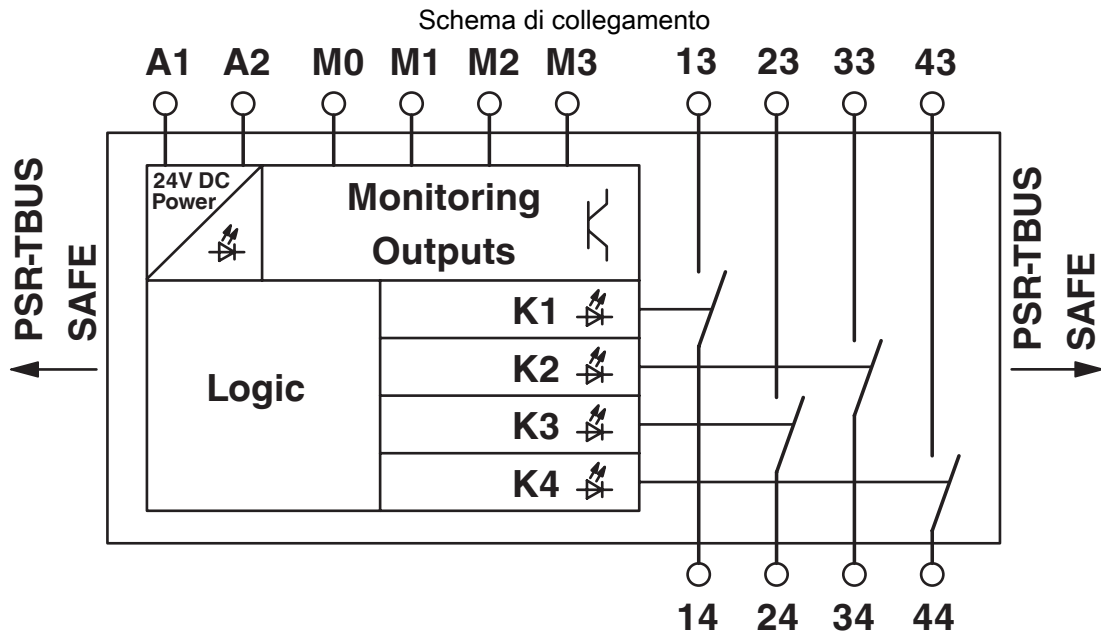 Schema di collegamento
A1 A2 M0 M1 M2 M3 13 23 33 43
PSR-TBUS
SAFE
24V DC
Power
Monitoring
Outputs
Logic
K1
K2
K3
K4
PSR-TBUS
SAFE
14 24 34 44